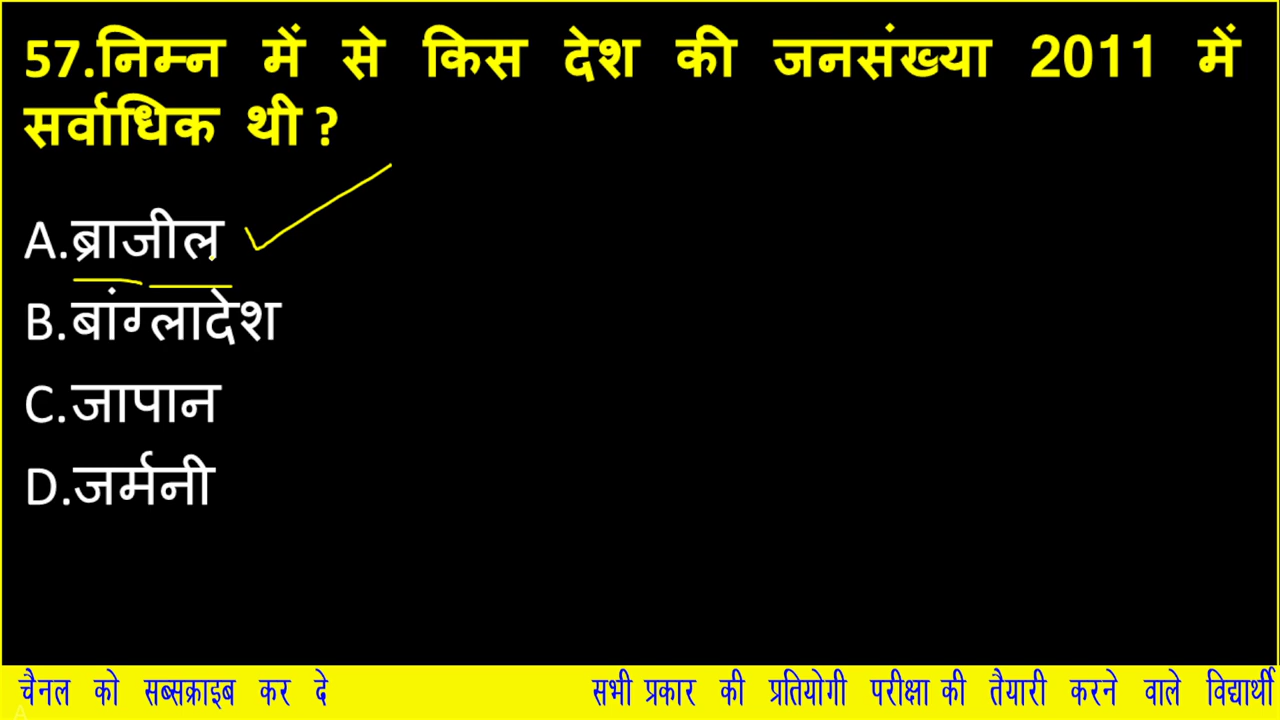 57.निम्न में से किस देश की जनसंख्या 2011 में
सर्वाधिक थी ?
A.ब्राजील
B.बांग्लादेश
C.जापान
D.जर्मनी
चैनल को सब्सक्राइब कर दे सभी प्रकार की प्रतियोगी परीक्षा की तैयारी करने वाले विद्यार्थी
A